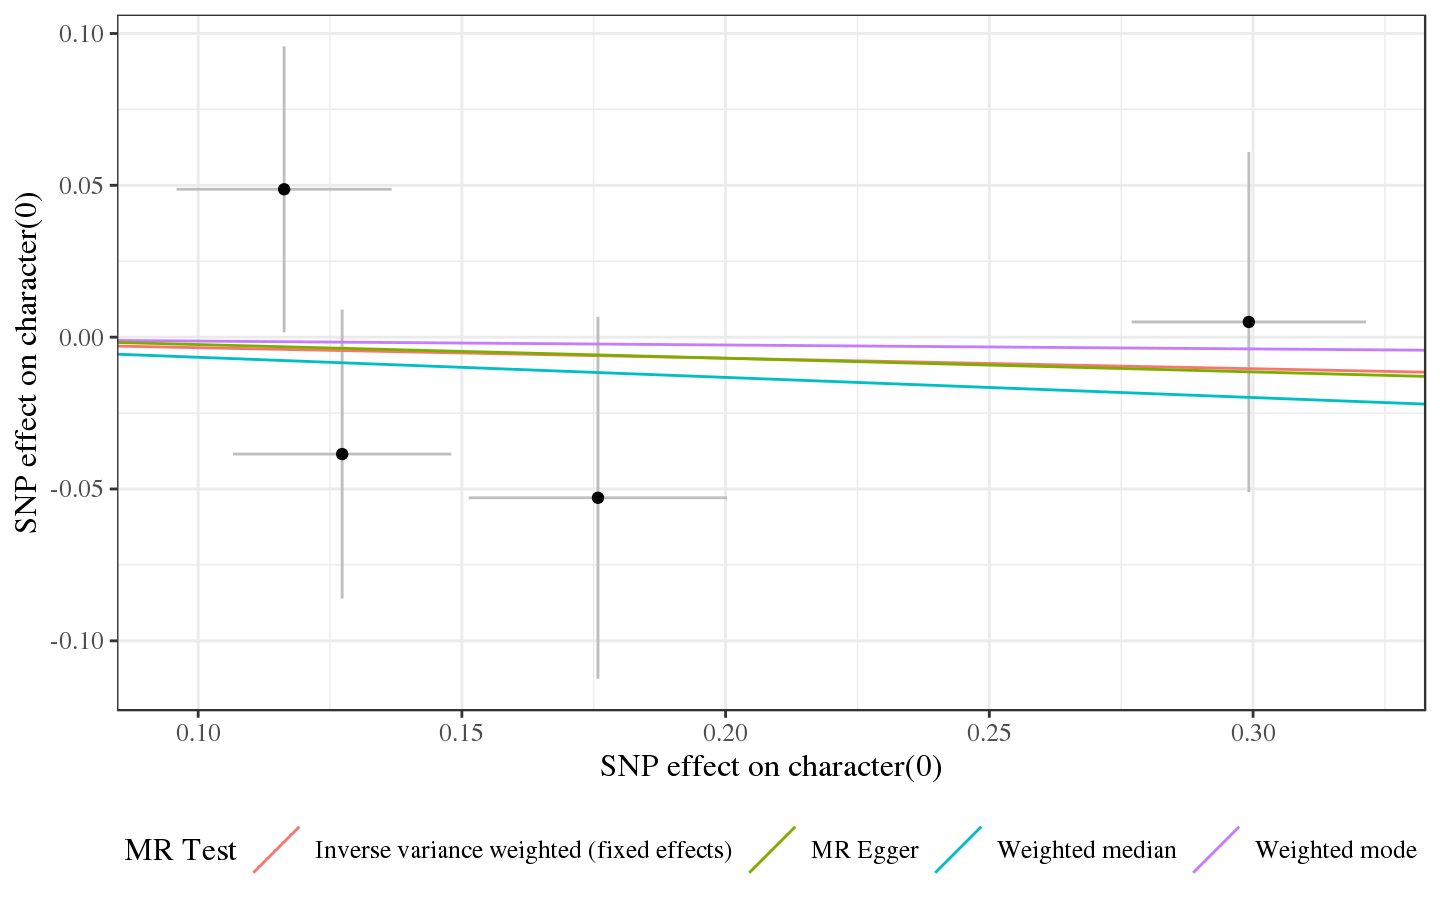 0.10
0.05
0.00
-0.05
-0.10
SNP effect on character(0)
0.10 0.15 0.20 0.25 0.30
SNP effect on character(0)
MR Test Inverse variance weighted (fixed effects) MR Egger Weighted median Weighted mode